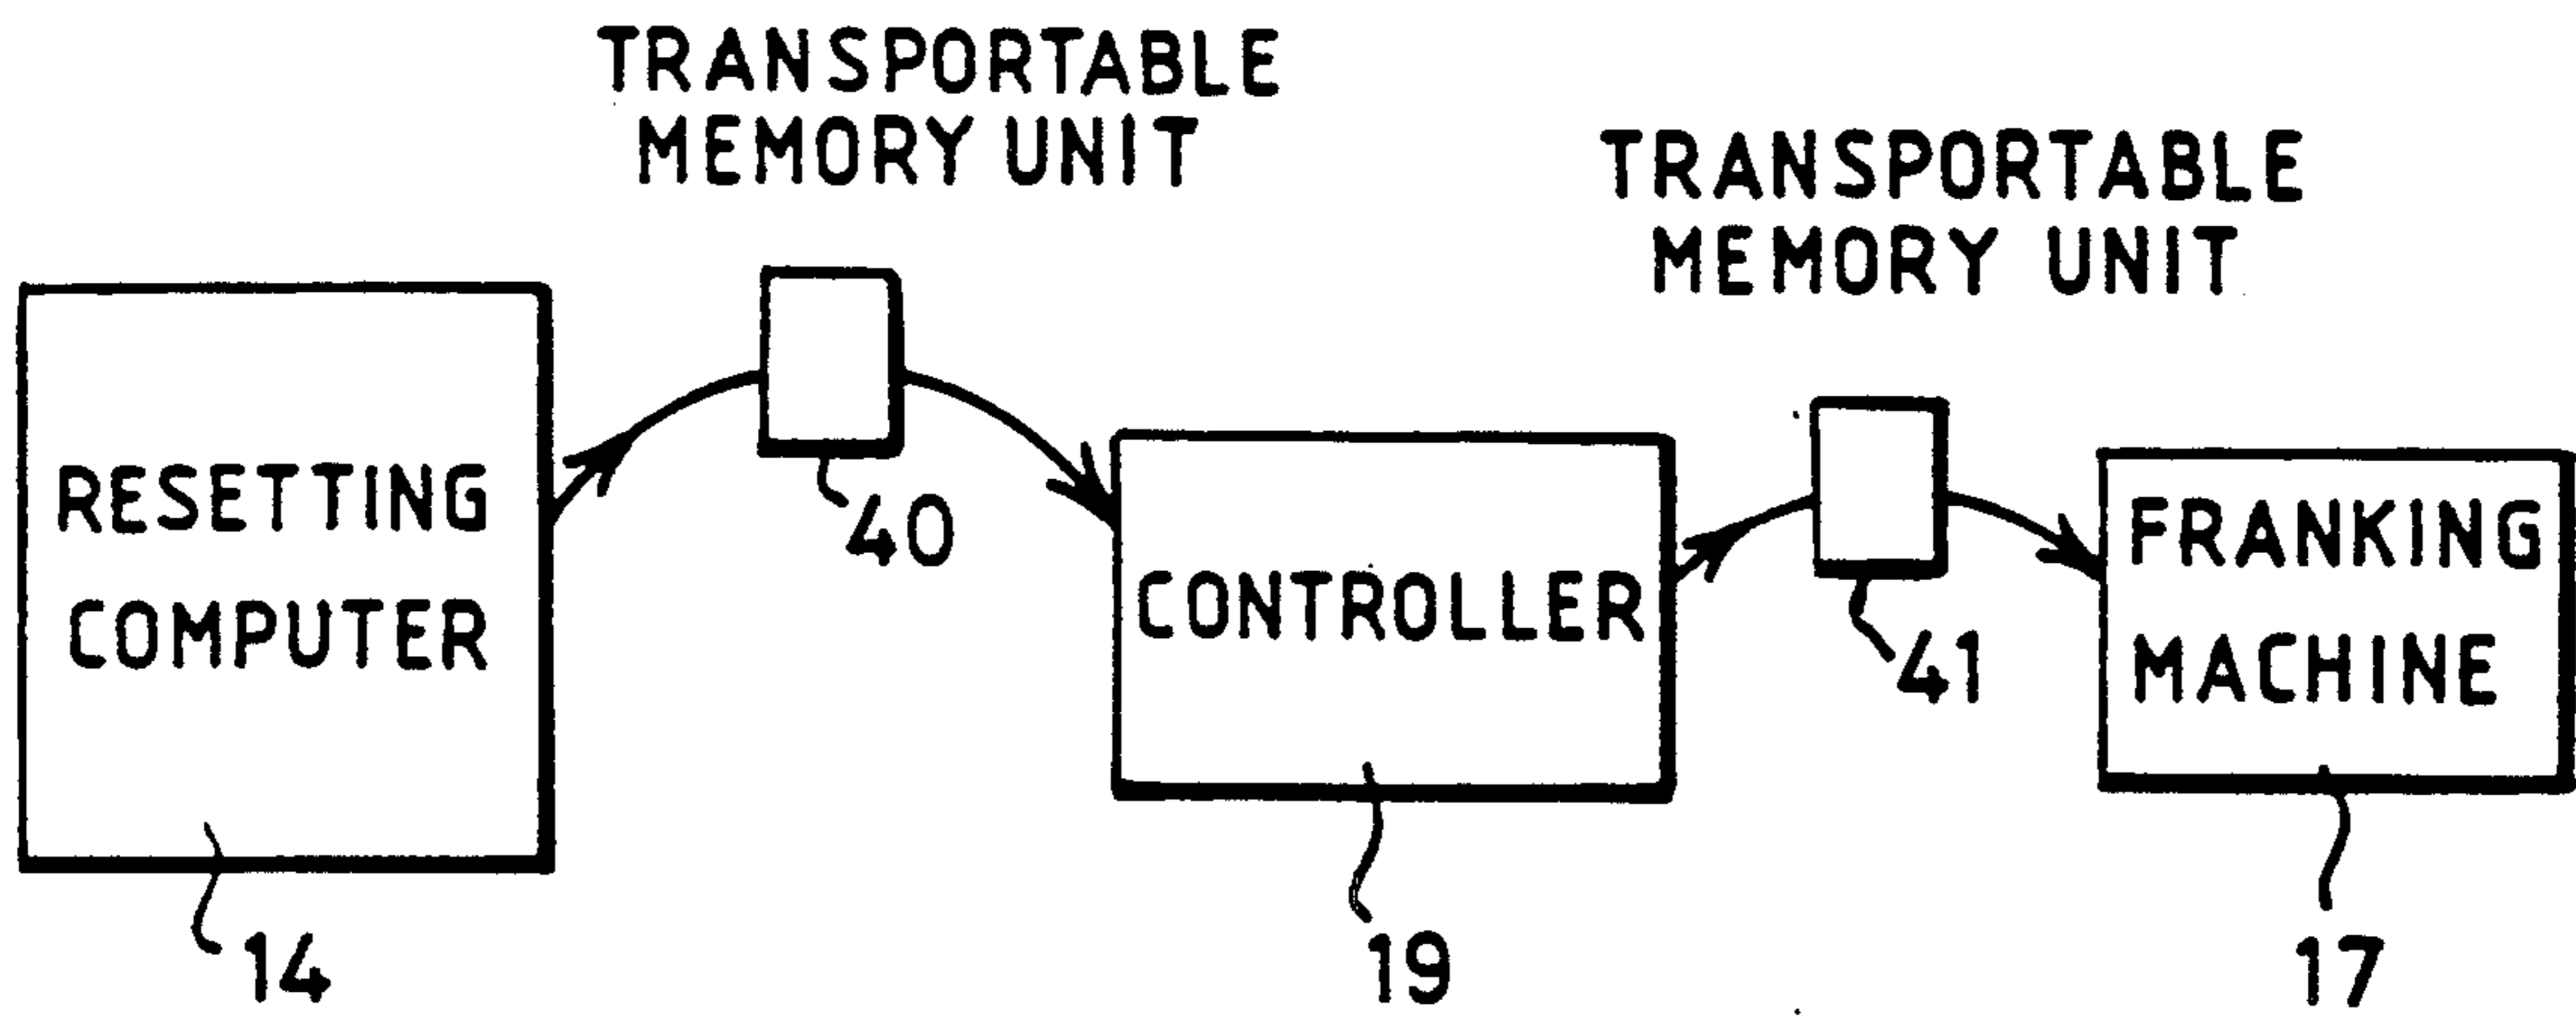 TRANSPORTABLE
MEMORY UNIT
TRANSPORTABLE
MEMORY UNIT
RESETTING
COMPUTER
40
CONTROLLER
41
FRANKING
MACHINE
14
19
17